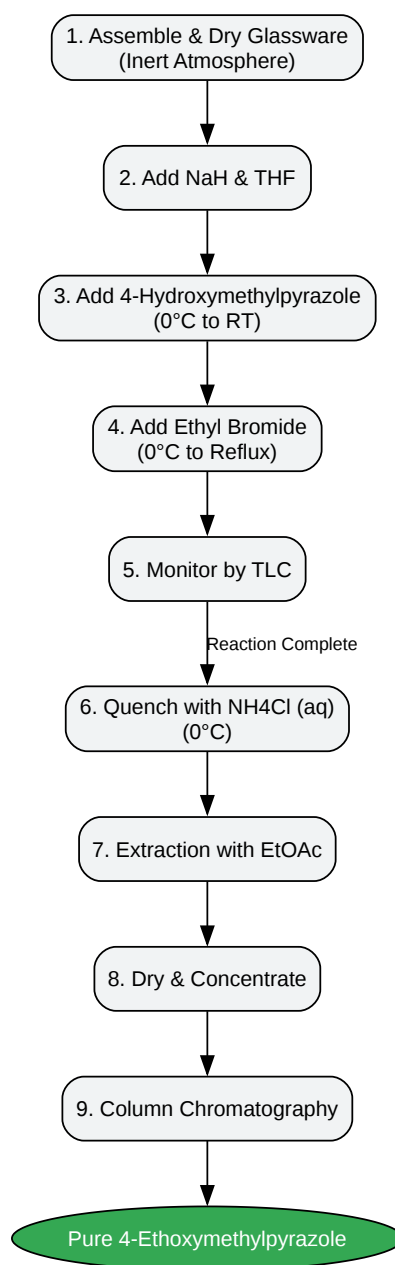 1. Assemble & Dry Glassware
(Inert Atmosphere)
2. Add NaH & THF
3. Add 4-Hydroxymethylpyrazole
(0°C to RT)
4. Add Ethyl Bromide
(0°C to Reflux)
5. Monitor by TLC
Reaction Complete
6. Quench with NH4Cl (aq)
(0°C)
7. Extraction with EtOAc
8. Dry & Concentrate
9. Column Chromatography
Pure 4-Ethoxymethylpyrazole